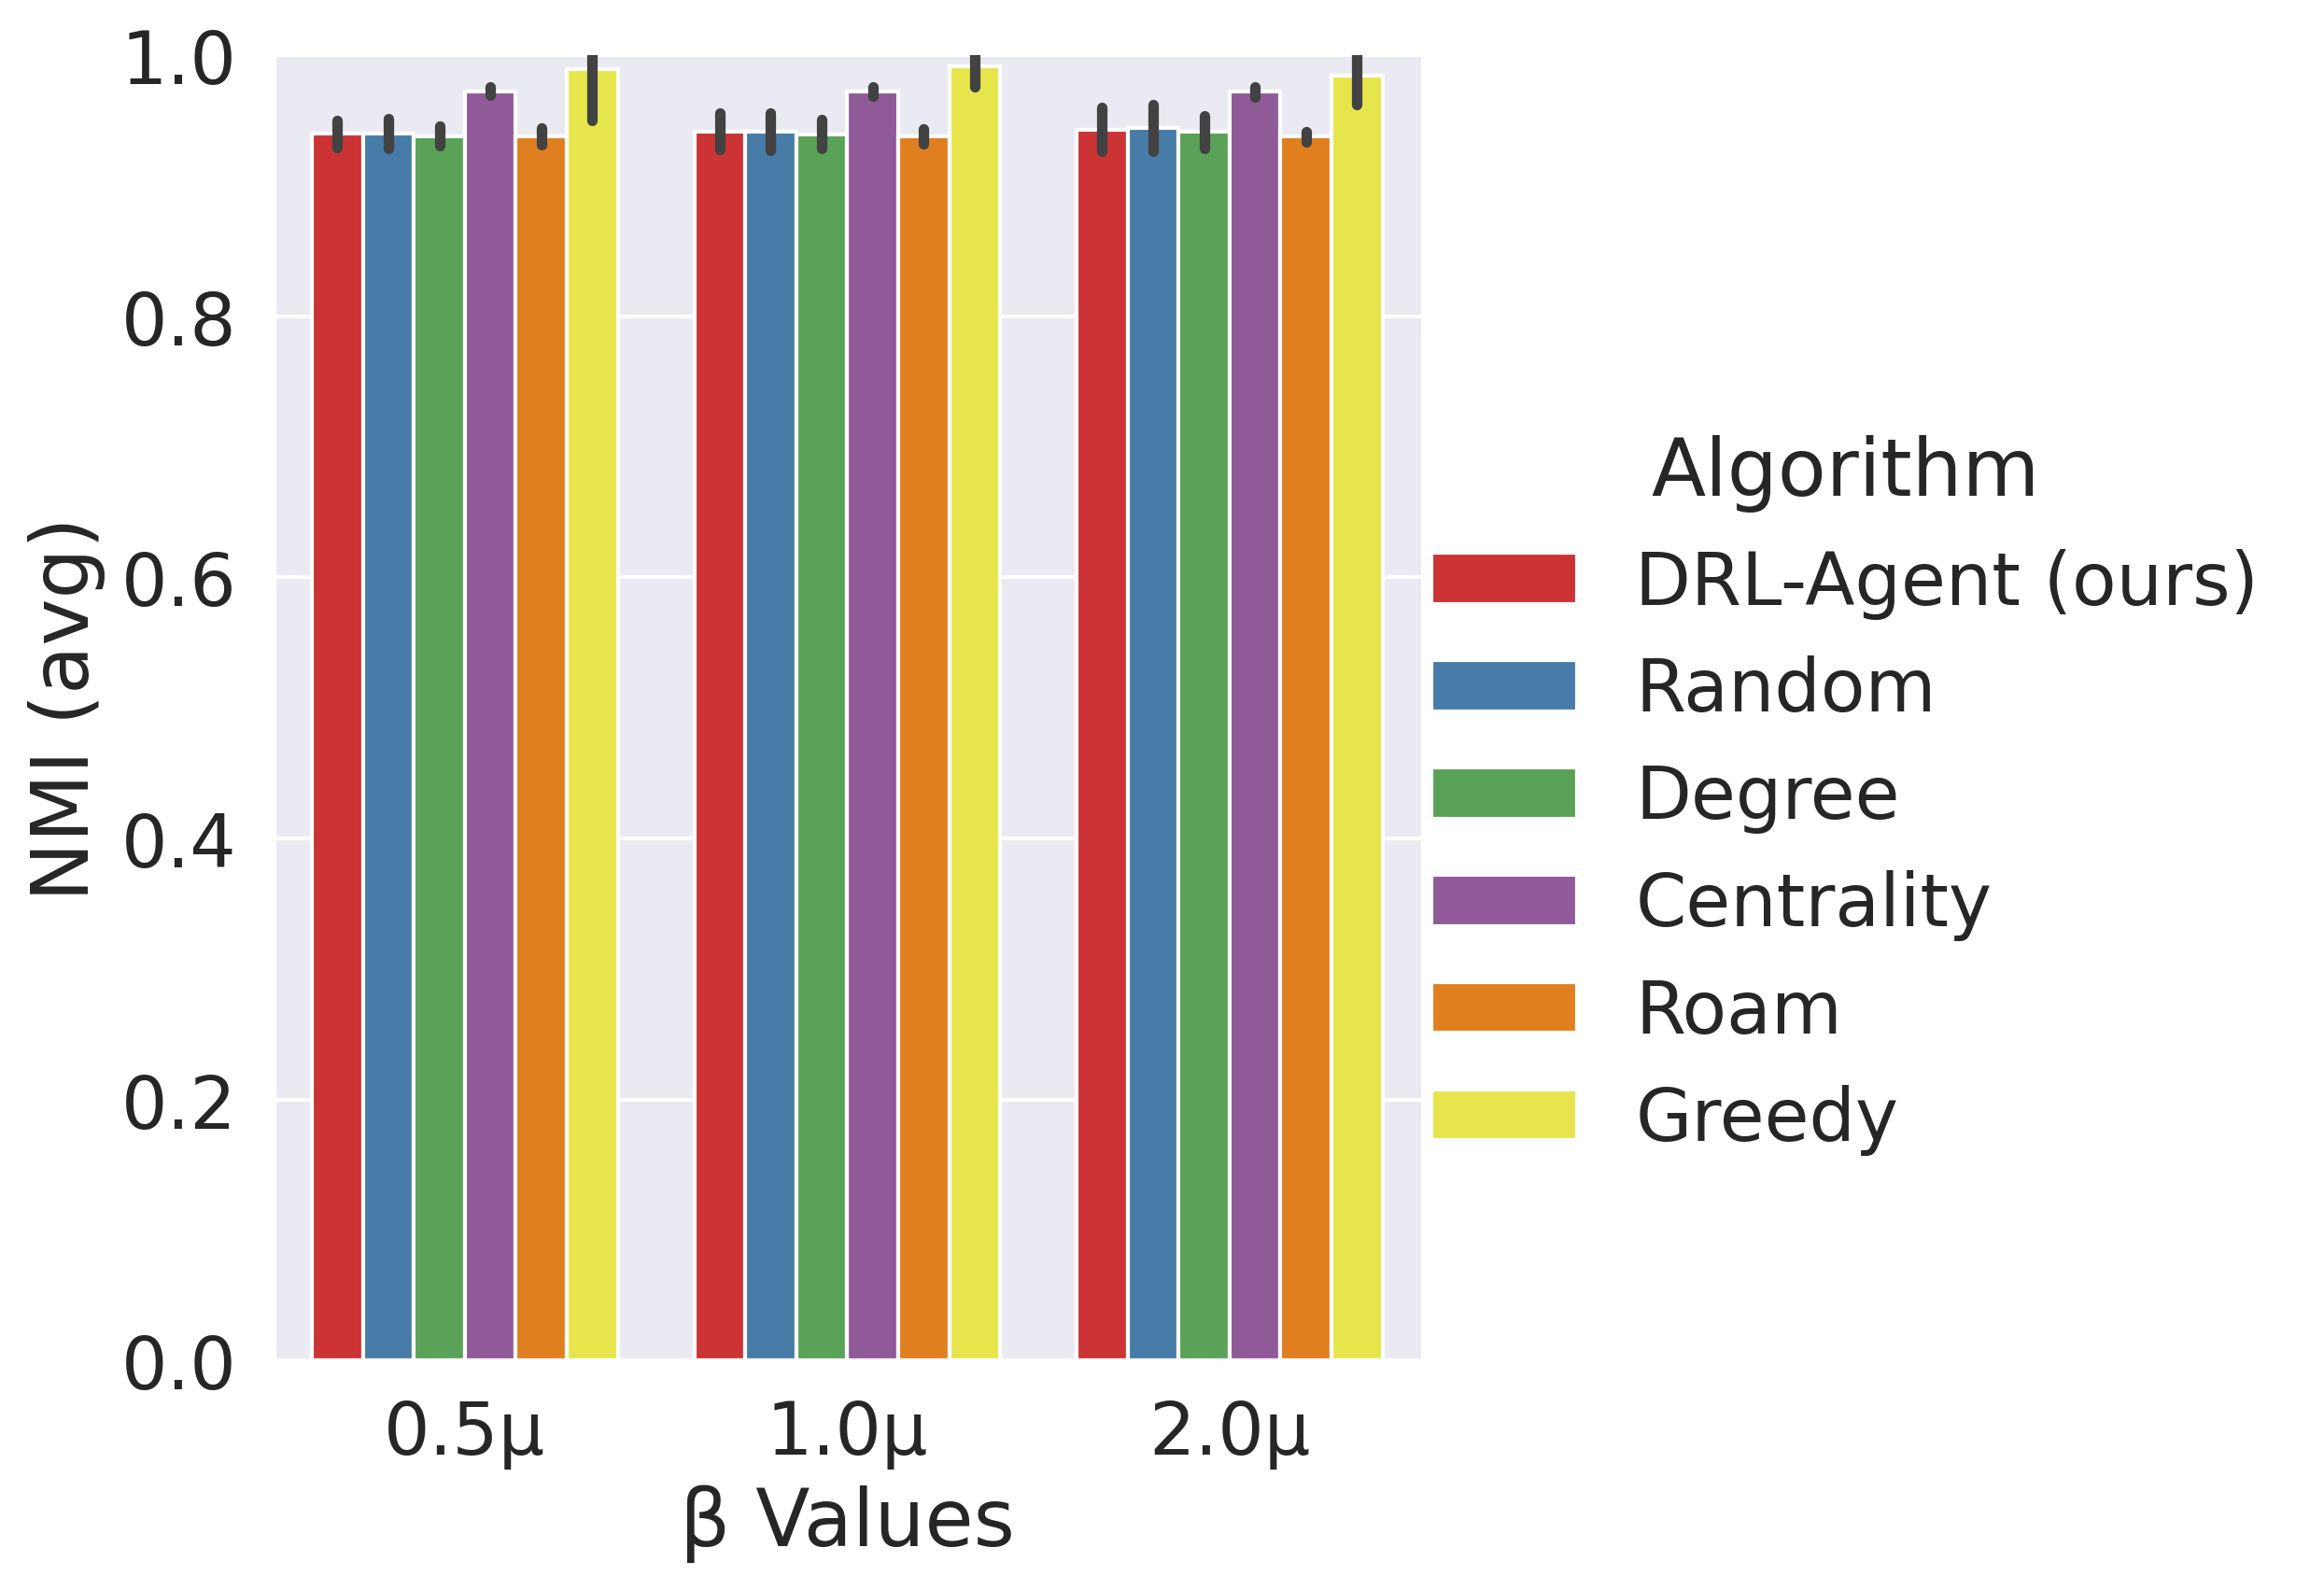 NMI (avg)
1.0
0.8
0.6
0.4
0.2
0.0
0.5μ 1.0μ 2.0μ
β Values
Algorithm
DRL-Agent (ours)
Random
Degree
Centrality
Roam
Greedy